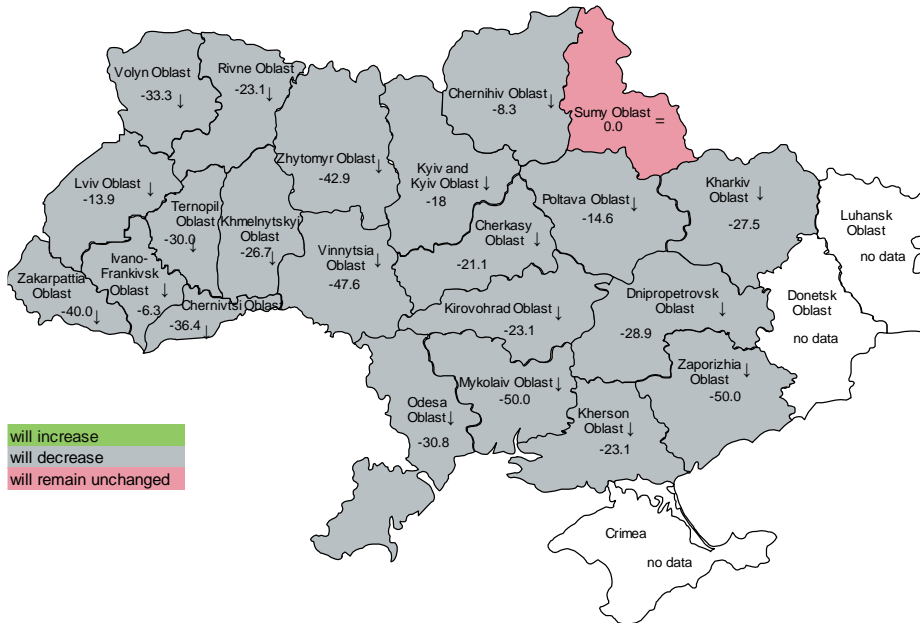 Volyn Oblast
-33.3 ↓
Rivne Oblast
-23.1 ↓
Zhytomyr Oblast ↓
-42.9
Kyiv and
Kyiv Oblast ↓
-18
Chernihiv Oblast ↓
-8.3
Sumy Oblast =
0.0
Lviv Oblast ↓
-13.9
Ternopil
Oblast
-30.0 ↓
Khmelnytskyi
Oblast
-26.7 ↓
Vinnytsia
Oblast ↓
-47.6
Cherkasy
Oblast ↓
-21.1
Poltava Oblast ↓
-14.6
Kharkiv
Oblast ↓
-27.5
Luhansk
Oblast
no data
Zakarpattia
Oblast
-40.0 ↓
Ivano-
Frankivsk
Oblast ↓
-6.3
Chernivtsi Oblast
-36.4 ↓
Kirovohrad Oblast ↓
-23.1
Dnipropetrovsk
Oblast ↓
-28.9
Donetsk
Oblast
no data
Odesa
Oblast ↓
-30.8
Mykolaiv Oblast ↓
-50.0
Kherson
Oblast ↓
-23.1
Zaporizhia
Oblast ↓
-50.0
Crimea
no data
will increase
will decrease
will remain unchanged